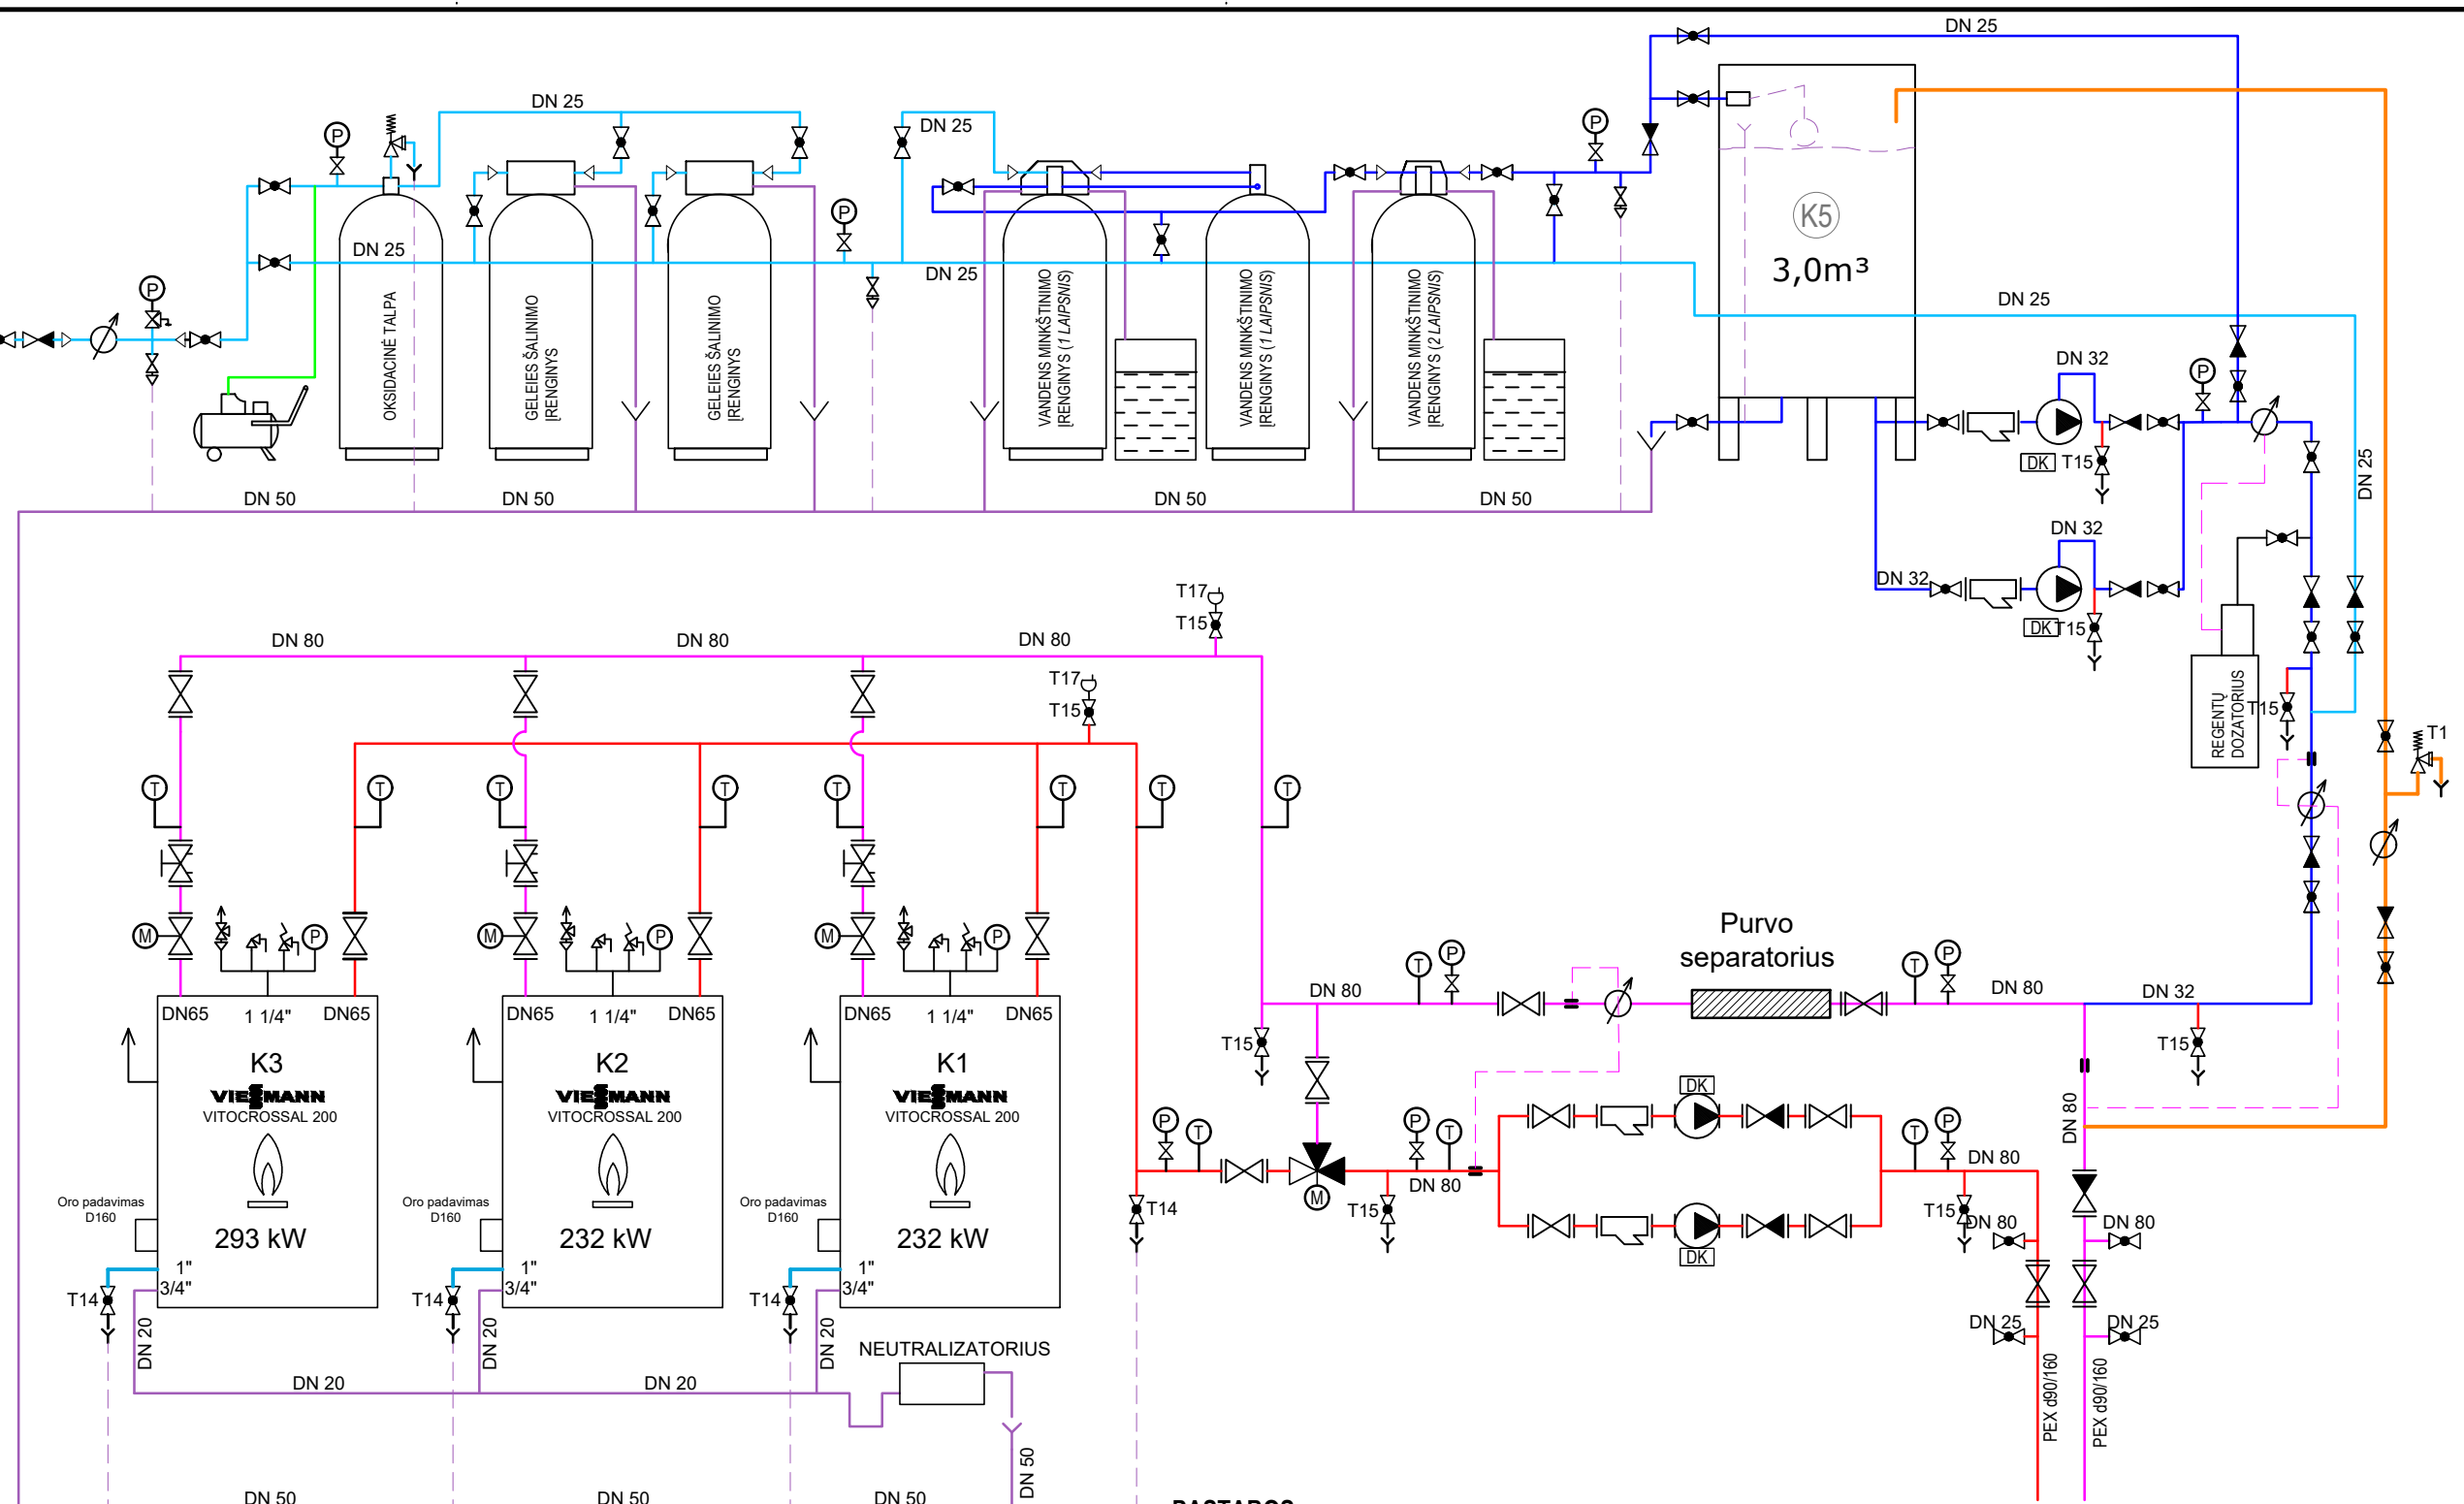 DN 25
DN 25
DN 25
P
P
P
P
DN 25
DN 25
DN 25
K5
3,0m³
OKSIDACINĖ TALPA
GELEIES ŠALINIMO
ĮRENGINYS
GELEIES ŠALINIMO
ĮRENGINYS
VANDENS MINKŠTINIMO
ĮRENGINYS (1 LAIPSNIS)
VANDENS MINKŠTINIMO
ĮRENGINYS (1 LAIPSNIS)
VANDENS MINKŠTINIMO
ĮRENGINYS (2 LAIPSNIS)
DN 32
P
DK
T15
DN 25
DN 50
DN 50
DN 50
DN 50
DN 32
DN 32
DK
T15
T17
T15
DN 80
DN 80
DN 80
T17
T15
REGENTŲ
DOZATORIUS
T15
T1
T
T
T
T
T
T
T
T
M
P
M
P
M
P
Purvo
separatorius
T
P
T
P
DN 80
DN 80
DN 32
DN65
1 1/4"
DN65
DN65
1 1/4"
DN65
DN65
1 1/4"
DN65
T15
T15
K3
VIESSMANN
VITOCROSSAL 200
K2
VIESSMANN
VITOCROSSAL 200
K1
VIESSMANN
VITOCROSSAL 200
DK
DN 80
P
T
P
T
T
P
DN 80
DN 80
M
T14
T15
T15
DK
Oro padavimas
D160
293 kW
Oro padavimas
D160
232 kW
Oro padavimas
D160
232 kW
DN 80
DN 80
1"
3/4"
1"
3/4"
1"
3/4"
T14
T14
T14
DN 20
DN 20
DN 20
DN 25
DN 25
NEUTRALIZATORIUS
DN 20
DN 20
PEX d90/160
PEX d90/160
DN 50
DN 50
DN 50
DN 50
PASTABOS